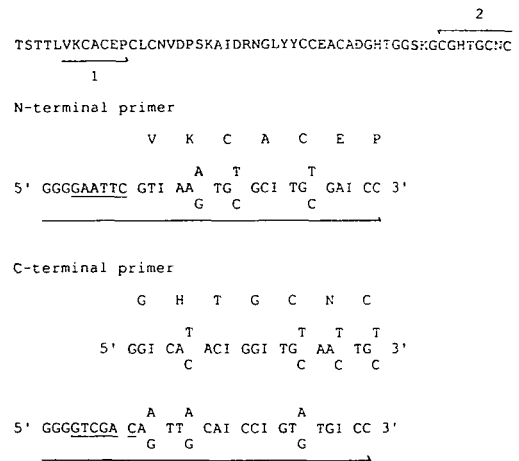 2
TSTTLVKCACEPCLCNVDPSKAIDRNGLYYCCEACADGHTGGSKGCGHTGCNC
1
N-terminal primer
V K C A C E P
A T T
5' GGGGAATTC GTI AA TG GCI TG GAI CC 3'
G C C
C-terminal primer
G H T G C N C
T T T T
5' GGI CA ACI GGI TG AA TG 3'
C C C C
A A A
5' GGGGTCGA CA TT CAI CCI GT TGI CC 3'
G G G